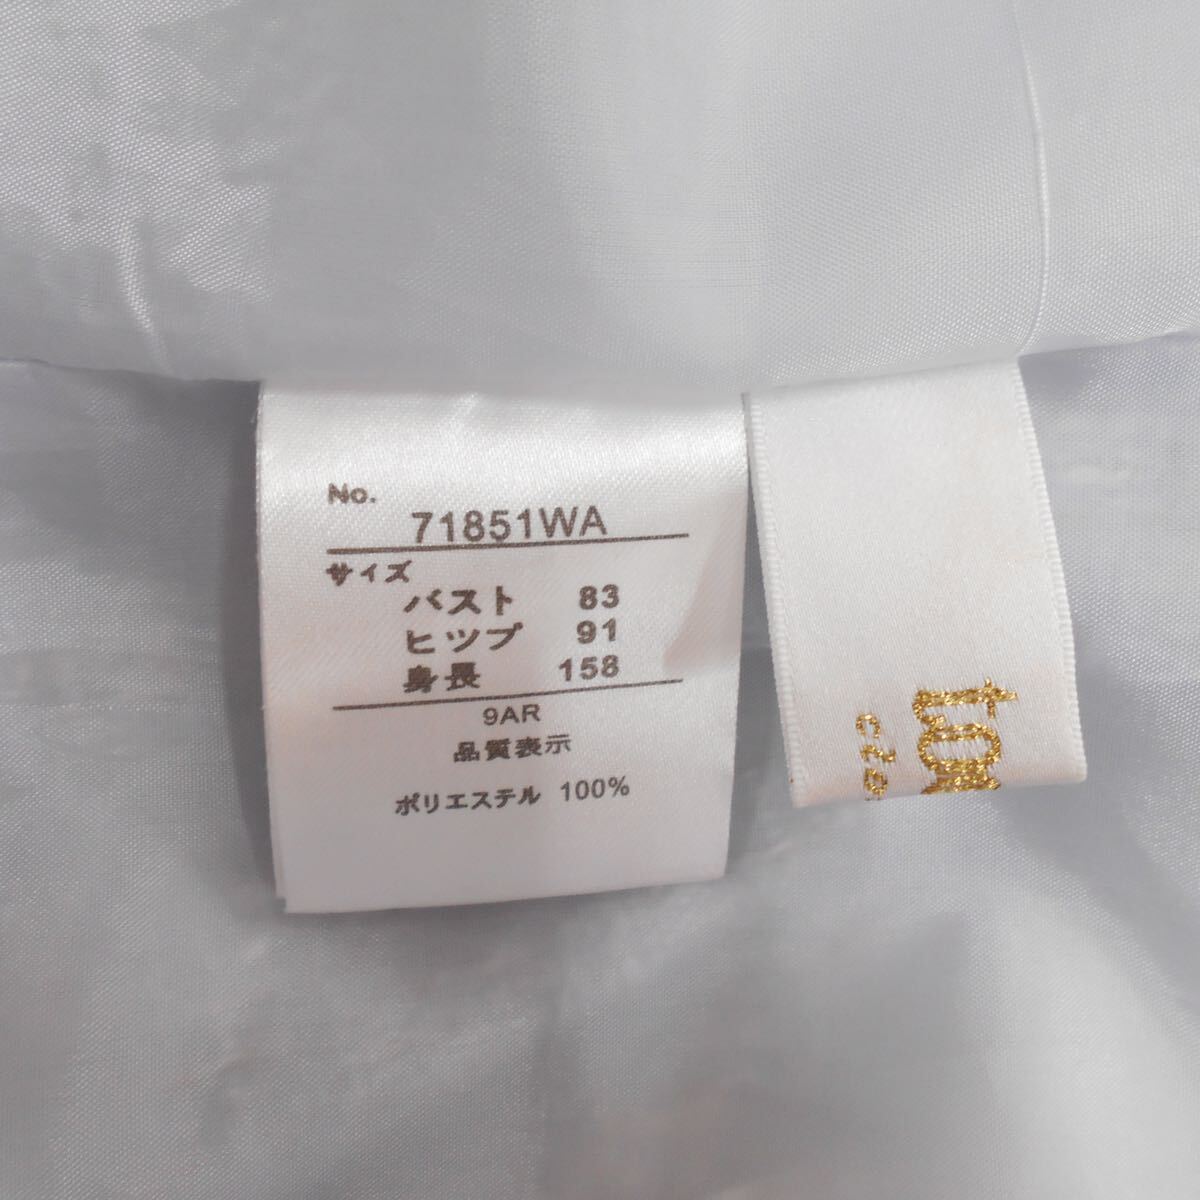 No.
71851WA
サイズ
バスト 83
ヒップ 91
身長 158
9AR
品質表示
ポリエステル 100%